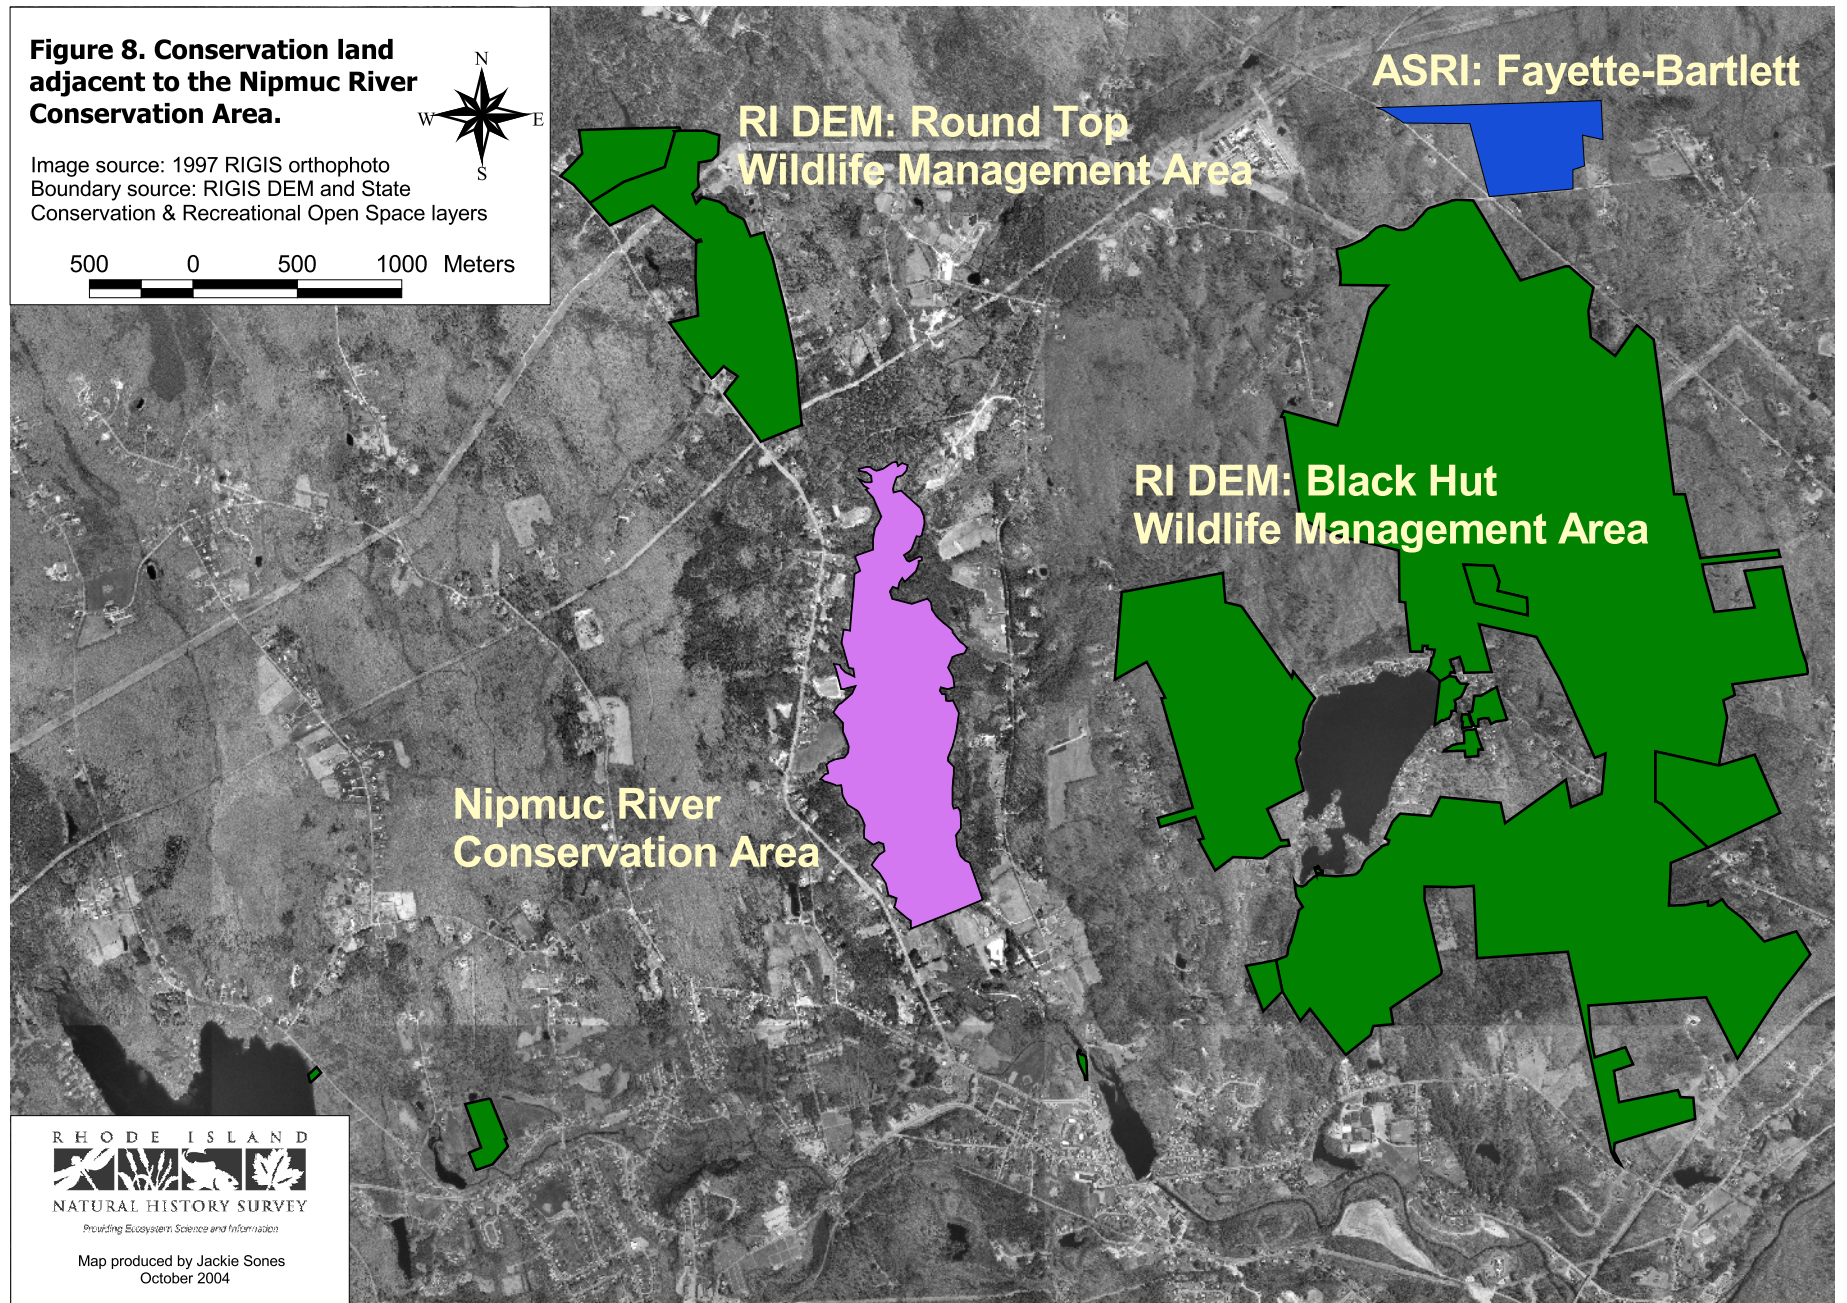 Figure 8. Conservation land
adjacent to the Nipmuc River
Conservation Area.
N
W E
S
Image source: 1997 RIGIS orthophoto
Boundary source: RIGIS DEM and State
Conservation & Recreational Open Space layers
500 0 500 1000 Meters
ASRI: Fayette-Bartlett
RI DEM: Round Top
Wildlife Management Area
RI DEM: Black Hut
Wildlife Management Area
Nipmuc River
Conservation Area
RHODE ISLAND
NATURAL HISTORY SURVEY
Providing Ecosystem Science and Information
Map produced by Jackie Sones
October 2004